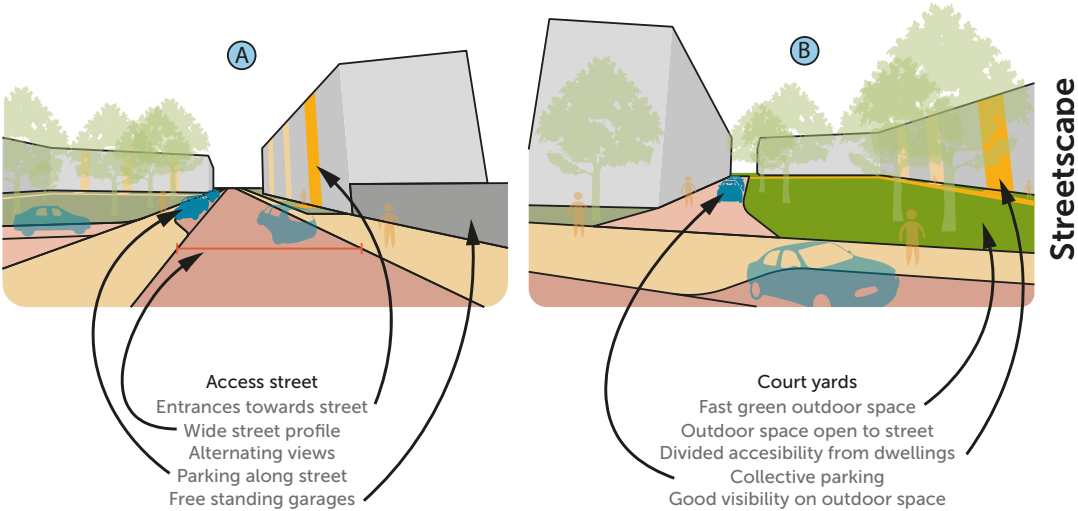 A
B
Streetscape
Access street
Entrances towards street
Wide street profile
Alternating views
Parking along street
Free standing garages
Court yards
Fast green outdoor space
Outdoor space open to street
Divided accesibility from dwellings
Collective parking
Good visibility on outdoor space